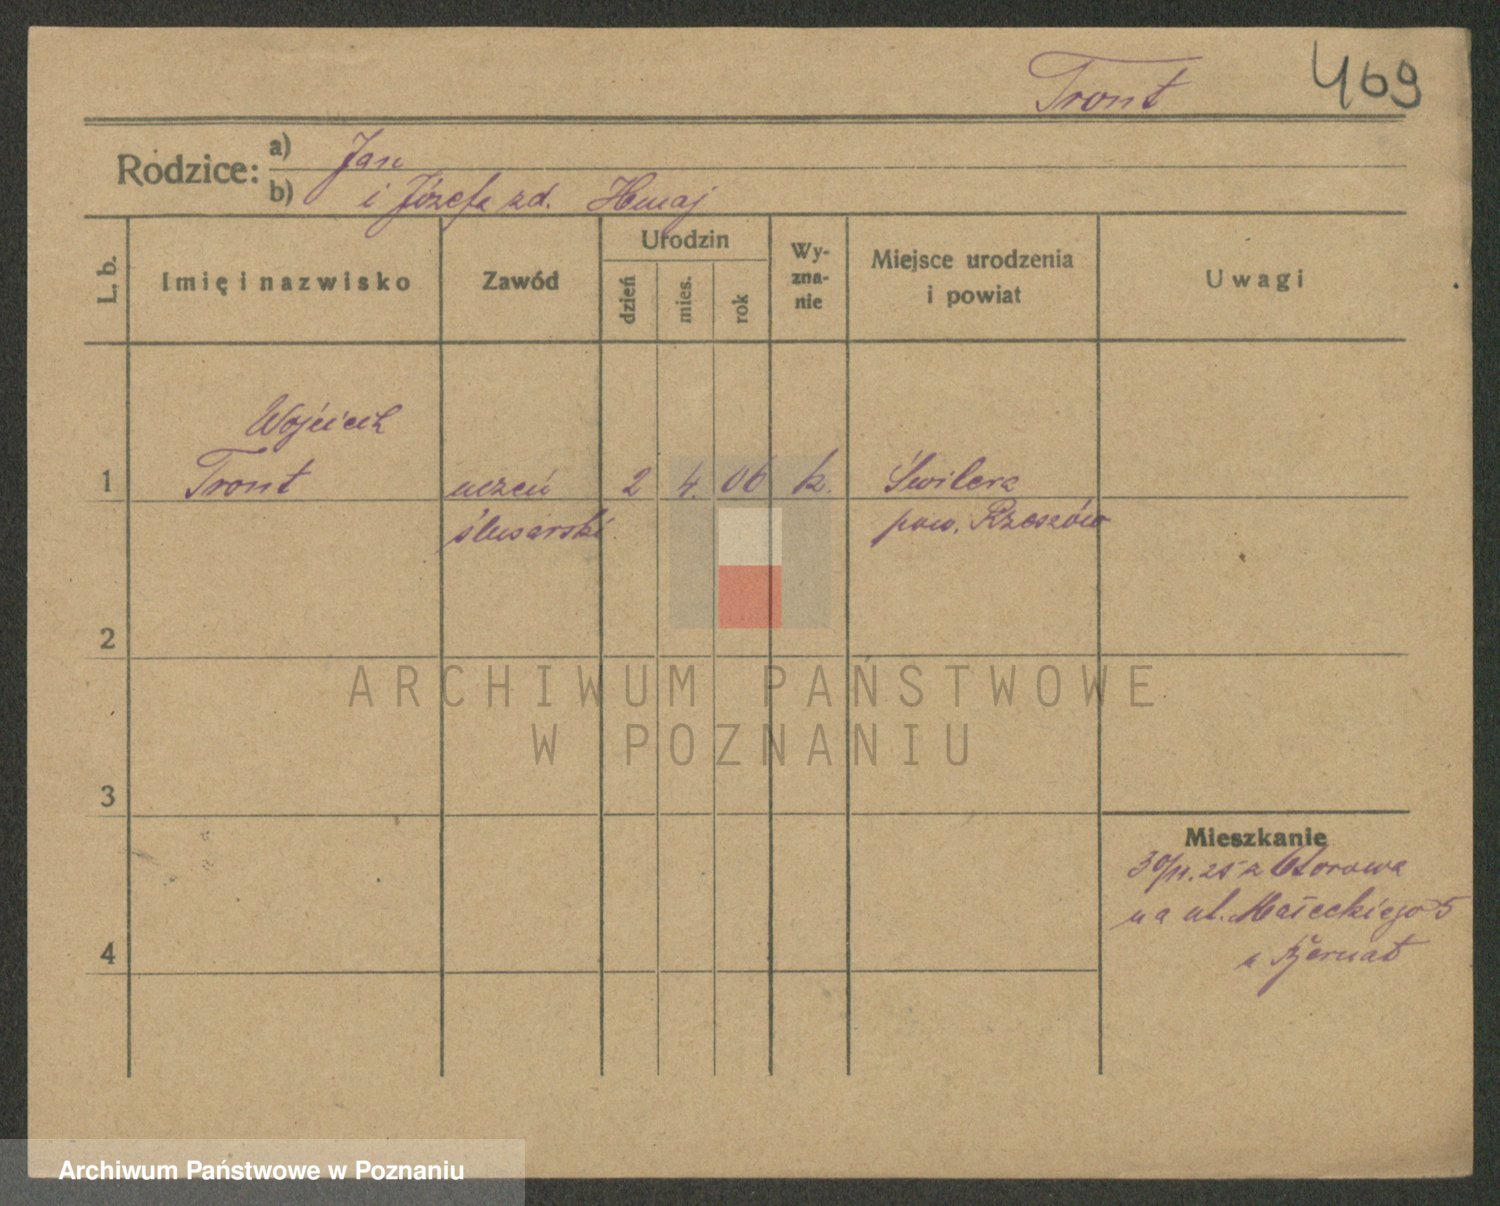 Tront 469
Rodzice: a) Jan
b) i Józefa zd. Hmaj
L. b.
Imię i nazwisko
Zawód
Urodzin
dzień
mies.
rok
Wy-
zna-
nie
Miejsce urodzenia
i powiat
Uwagi
Wojciech
1 Tront uczeń 2 4. 06 k. Świlcza
ślusarski pow. Rzeszów
2
ARCHIWUM PAŃSTWOWE
W POZNANIU
3
Mieszkanie
30/11.25 z
na ul. Małeckiego 5
4
Archiwum Państwowe w Poznaniu